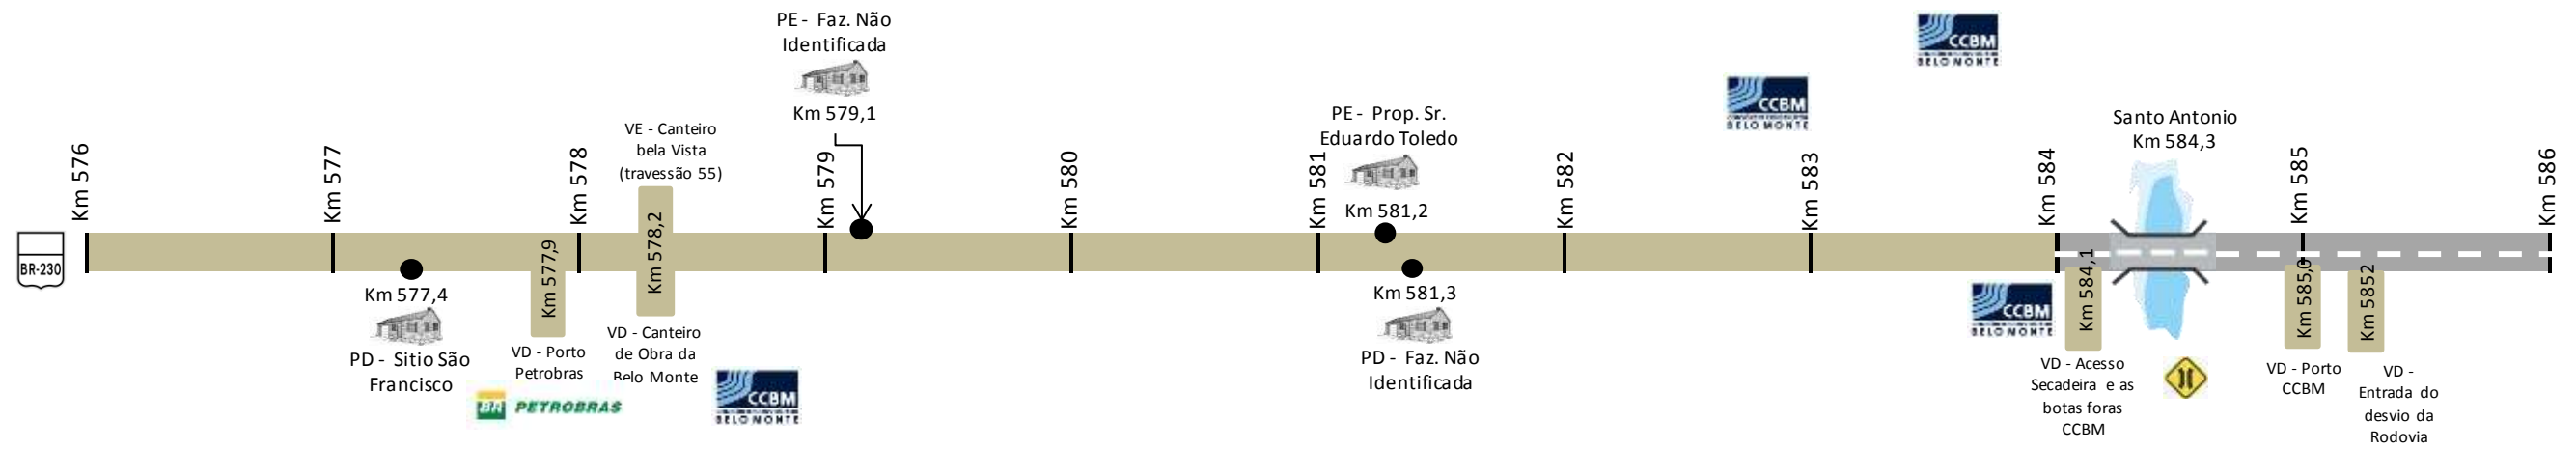 BR-230
Km 576
Km 577
Km 577,4
PD - Sitio São
Francisco
Km 577,9
VD - Porto
Petrobras
BR PETROBRAS
Km 578
VE - Canteiro
bela Vista
(travessão 55)
Km 578,2
VD - Canteiro
de Obra da
Belo Monte
CCBM
BELO MONTE
PE - Faz. Não
Identificada
Km 579,1
Km 579
Km 580
Km 581
PE - Prop. Sr.
Eduardo Toledo
Km 581,2
Km 581,3
PD - Faz. Não
Identificada
Km 582
CCBM
BELO MONTE
Km 583
CCBM
BELO MONTE
Km 584
CCBM
BELO MONTE
Km 584,1
VD - Acesso
Secadeira e as
botas foras
CCBM
Santo Antonio
Km 584,3
Km 585
Km 585,0
VD - Porto
CCBM
Km 5852
VD -
Entrada do
desvio da
Rodovia
Km 586